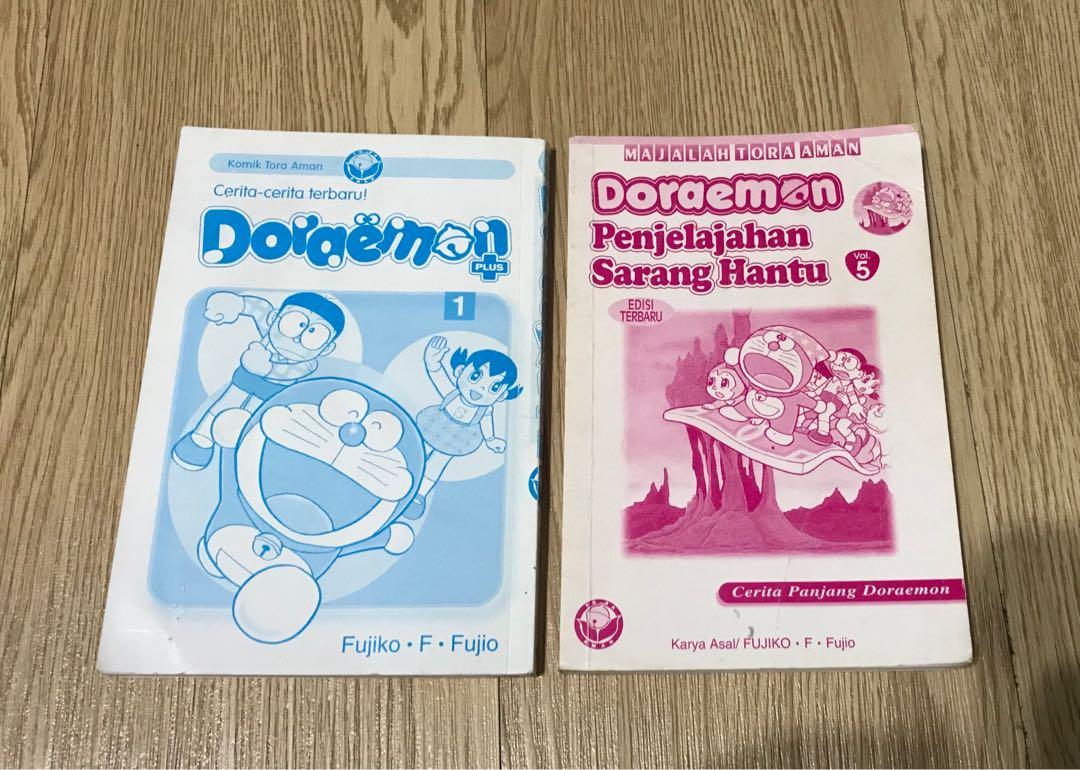 Komik Tora Aman
Cerita-cerita terbaru!
Doraemon
PLUS
1
Fujiko • F • Fujio
MAJALAH TORA AMAN
Doraemon
Penjelajahan
Sarang Hantu
Vol.
5
EDISI
TERBARU
Cerita Panjang Doraemon
Karya Asal/ FUJIKO • F • Fujio